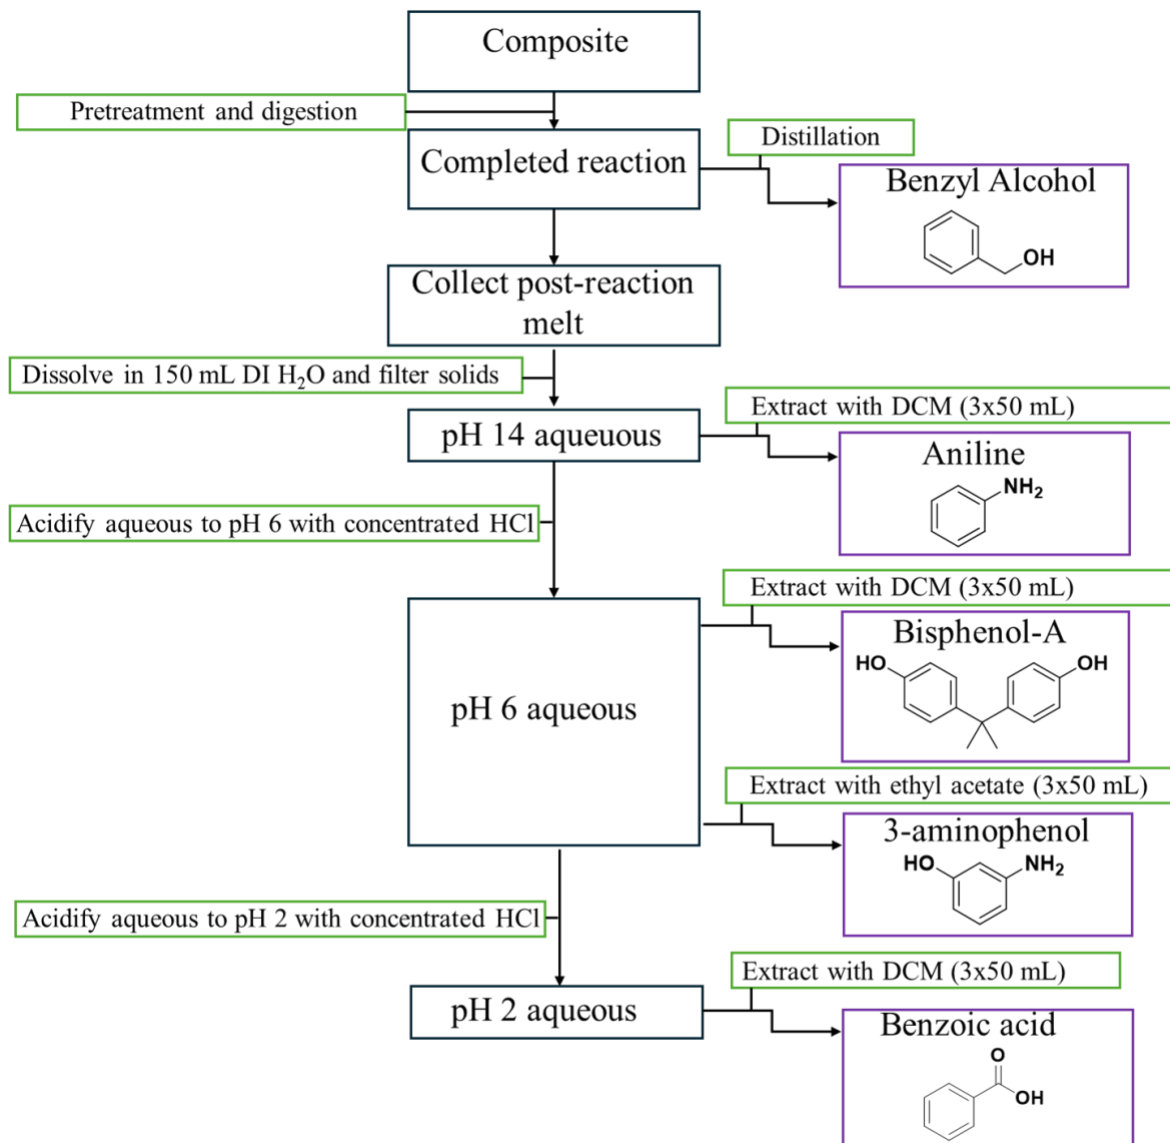 Composite
Pretreatment and digestion
Completed reaction
Distillation
Benzyl Alcohol
OH
Collect post-reaction
melt
Dissolve in 150 mL DI H₂O and filter solids
pH 14 aqueuous
Extract with DCM (3x50 mL)
Aniline
NH₂
Acidify aqueous to pH 6 with concentrated HCl
pH 6 aqueous
Extract with DCM (3x50 mL)
Bisphenol-A
HO OH
Extract with ethyl acetate (3x50 mL)
3-aminophenol
HO NH₂
Acidify aqueous to pH 2 with concentrated HCl
pH 2 aqueous
Extract with DCM (3x50 mL)
Benzoic acid
O
OH